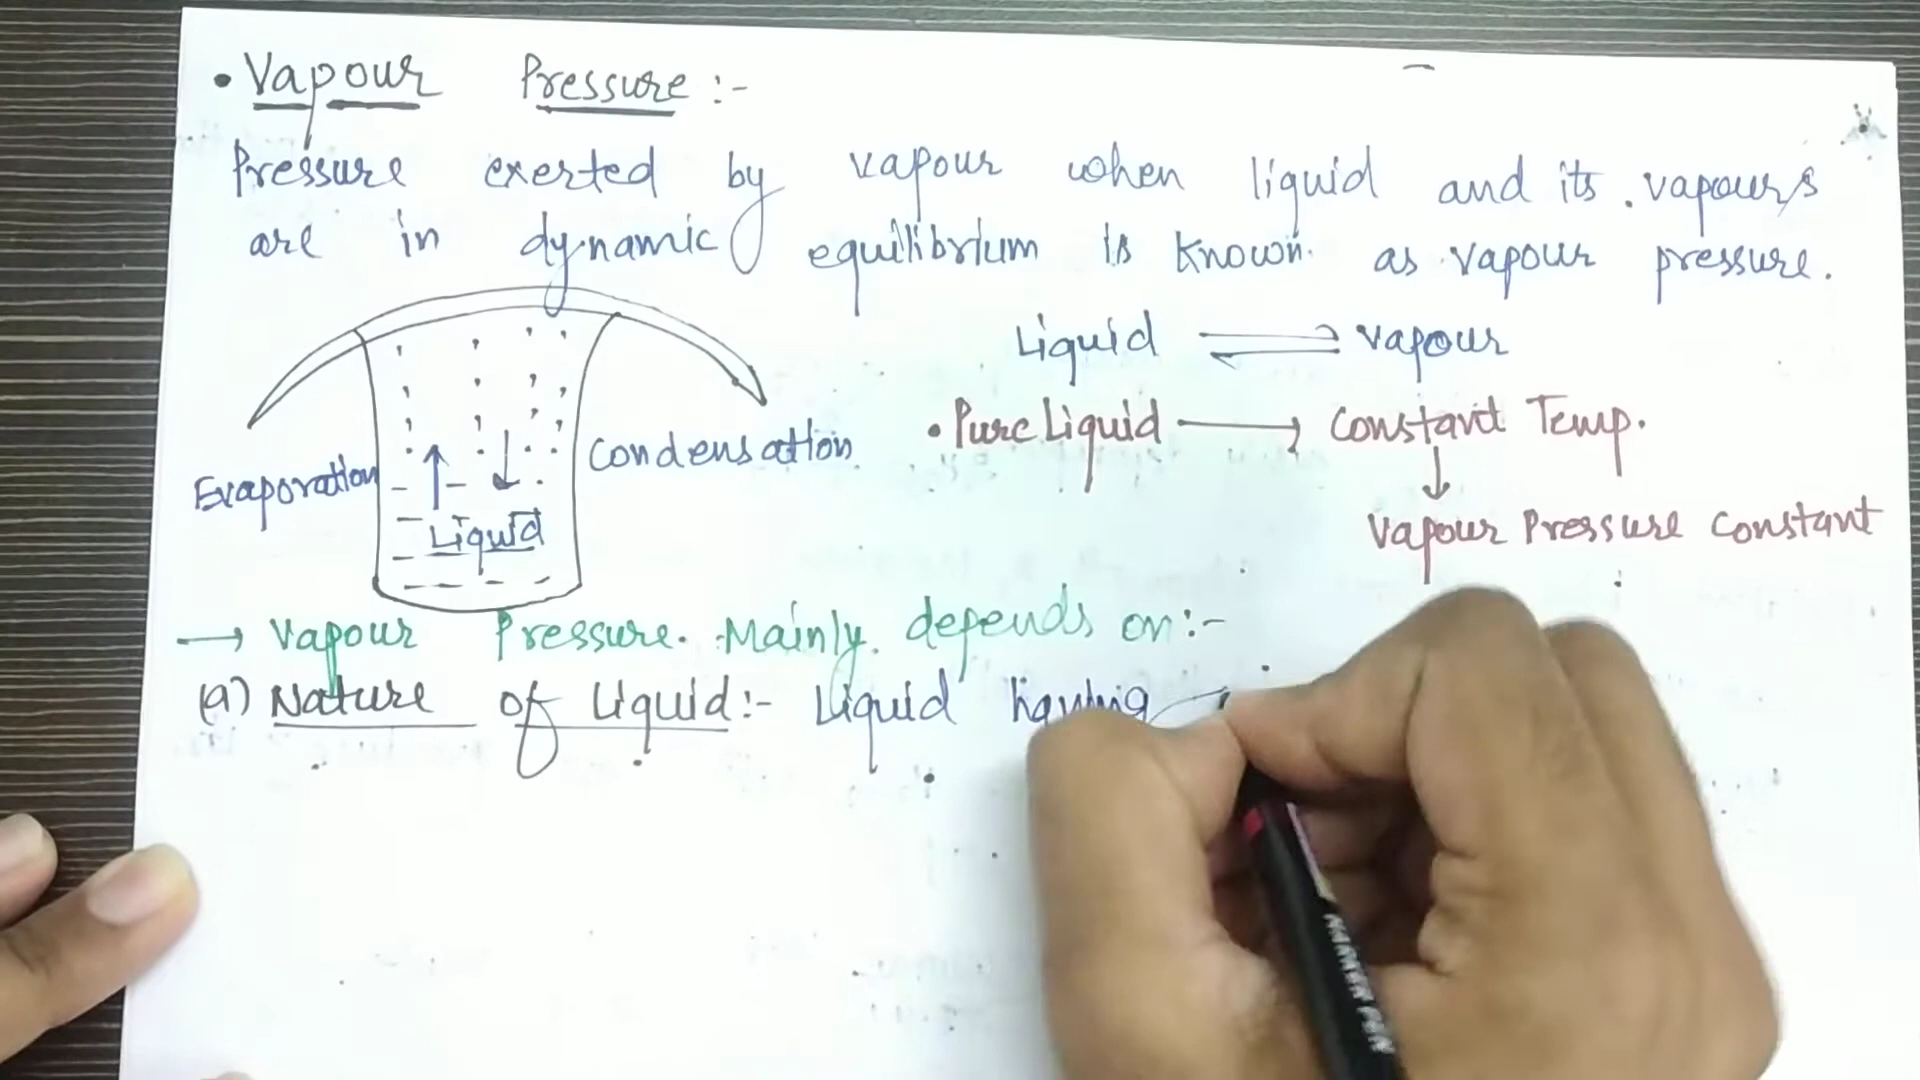 • Vapour Pressure :-
Pressure exerted by vapour when liquid and its vapours
are in dynamic equilibrium is known as vapour pressure.
Liquid ⇌ vapour
• Pure Liquid → Constant Temp.
↓
Vapour Pressure constant
Evaporation
Condensation
Liquid
→ Vapour Pressure Mainly depends on:-
(a) Nature of Liquid:- Liquid having